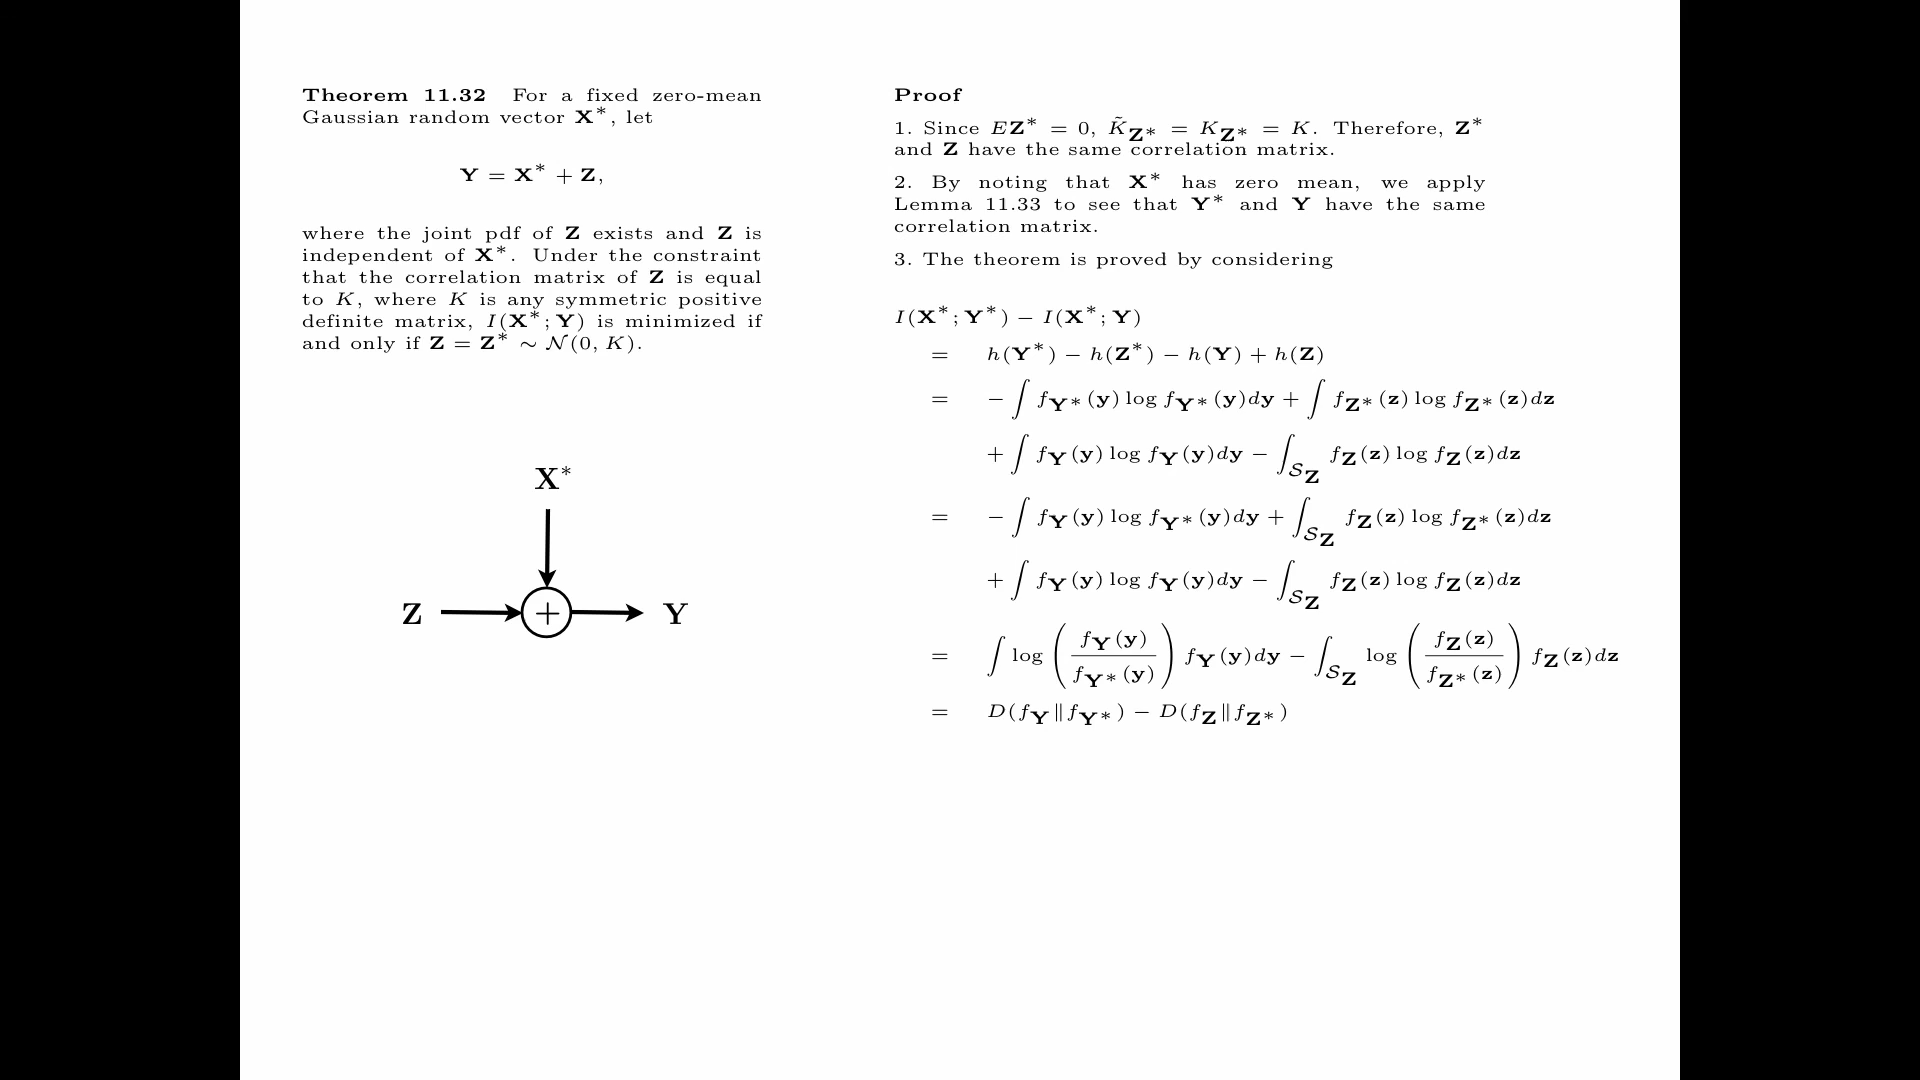 Theorem 11.32 For a fixed zero-mean
Gaussian random vector X*, let
Y = X* + Z,
where the joint pdf of Z exists and Z is
independent of X*. Under the constraint
that the correlation matrix of Z is equal
to K, where K is any symmetric positive
definite matrix, I(X*; Y) is minimized if
and only if Z = Z* ∼ 𝒩(0, K).
X*
Z + Y
Proof
1. Since EZ* = 0, K̃_Z* = K_Z* = K. Therefore, Z*
and Z have the same correlation matrix.
2. By noting that X* has zero mean, we apply
Lemma 11.33 to see that Y* and Y have the same
correlation matrix.
3. The theorem is proved by considering
I(X*; Y*) − I(X*; Y)
= h(Y*) − h(Z*) − h(Y) + h(Z)
= − ∫ f_Y*(y) log f_Y*(y)dy + ∫ f_Z*(z) log f_Z*(z)dz
+ ∫ f_Y(y) log f_Y(y)dy − ∫_{𝒮_Z} f_Z(z) log f_Z(z)dz
= − ∫ f_Y(y) log f_Y*(y)dy + ∫_{𝒮_Z} f_Z(z) log f_Z*(z)dz
+ ∫ f_Y(y) log f_Y(y)dy − ∫_{𝒮_Z} f_Z(z) log f_Z(z)dz
= ∫ log (f_Y(y) / f_Y*(y)) f_Y(y)dy − ∫_{𝒮_Z} log (f_Z(z) / f_Z*(z)) f_Z(z)dz
= D(f_Y‖f_Y*) − D(f_Z‖f_Z*)